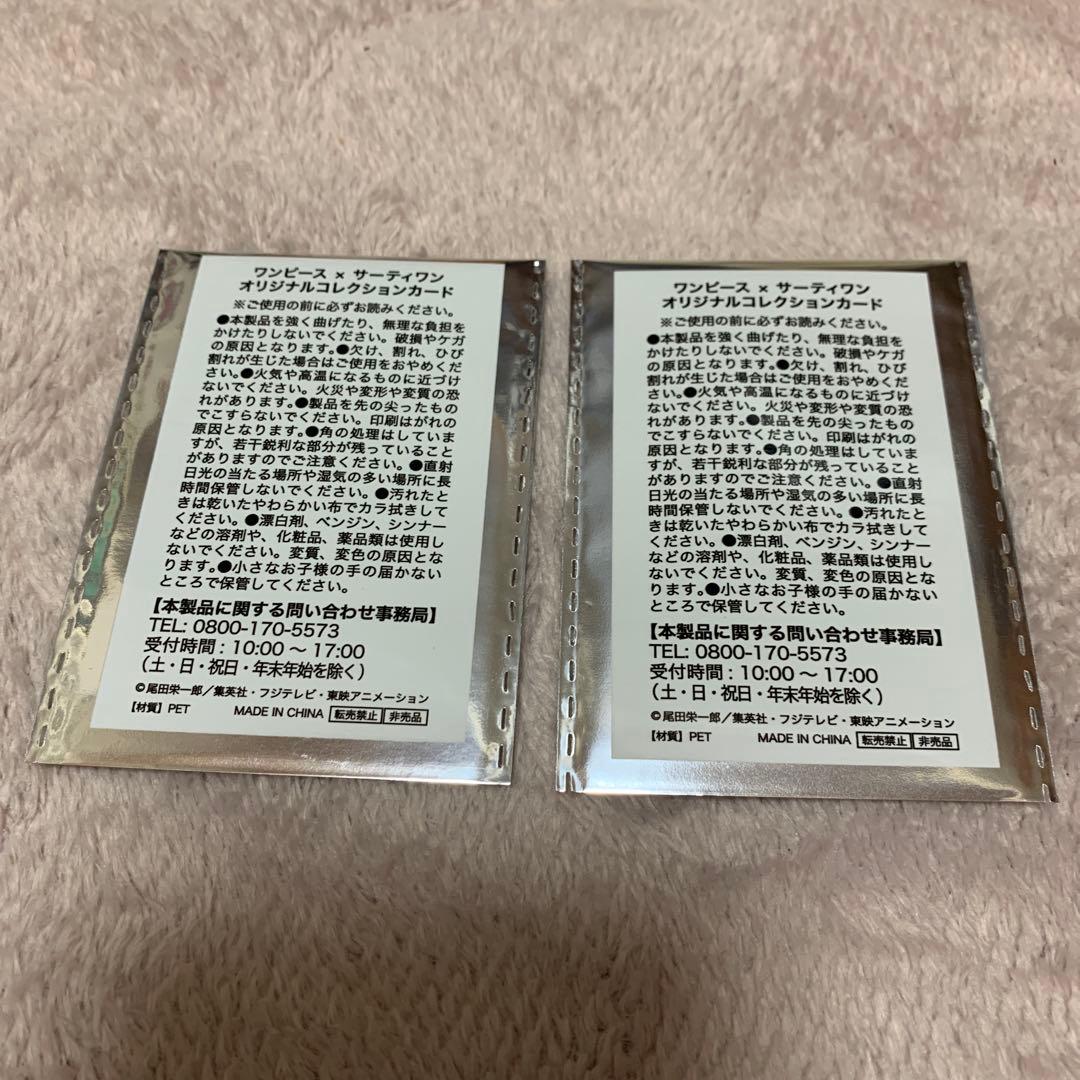 ワンピース × サーティワン
オリジナルコレクションカード
※ご使用の前に必ずお読みください。
●本製品を強く曲げたり、無理な負担を
かけたりしないでください。破損やケガ
の原因となります。●欠け、割れ、ひび
割れが生じた場合はご使用をおやめくだ
さい。●火気や高温になるものに近づけ
ないでください。火災や変形や変質の恐
れがあります。●製品を先の尖ったもの
でこすらないでください。印刷はがれの
原因となります。●角の処理はしていま
すが、若干鋭利な部分が残っていること
がありますのでご注意ください。●直射
日光の当たる場所や湿気の多い場所に長
時間保管しないでください。●汚れたと
きは乾いたやわらかい布でカラ拭きして
ください。●漂白剤、ベンジン、シンナー
などの溶剤や、化粧品、薬品類は使用し
ないでください。変質、変色の原因とな
ります。●小さなお子様の手の届かない
ところで保管してください。
【本製品に関する問い合わせ事務局】
TEL: 0800-170-5573
受付時間 : 10:00 〜 17:00
（土・日・祝日・年末年始を除く）
©尾田栄一郎／集英社・フジテレビ・東映アニメーション
【材質】PET MADE IN CHINA 転売禁止 非売品
ワンピース × サーティワン
オリジナルコレクションカード
※ご使用の前に必ずお読みください。
●本製品を強く曲げたり、無理な負担を
かけたりしないでください。破損やケガ
の原因となります。●欠け、割れ、ひび
割れが生じた場合はご使用をおやめくだ
さい。●火気や高温になるものに近づけ
ないでください。火災や変形や変質の恐
れがあります。●製品を先の尖ったもの
でこすらないでください。印刷はがれの
原因となります。●角の処理はしていま
すが、若干鋭利な部分が残っていること
がありますのでご注意ください。●直射
日光の当たる場所や湿気の多い場所に長
時間保管しないでください。●汚れたと
きは乾いたやわらかい布でカラ拭きして
ください。●漂白剤、ベンジン、シンナー
などの溶剤や、化粧品、薬品類は使用し
ないでください。変質、変色の原因とな
ります。●小さなお子様の手の届かない
ところで保管してください。
【本製品に関する問い合わせ事務局】
TEL: 0800-170-5573
受付時間 : 10:00 〜 17:00
（土・日・祝日・年末年始を除く）
©尾田栄一郎／集英社・フジテレビ・東映アニメーション
【材質】PET MADE IN CHINA 転売禁止 非売品